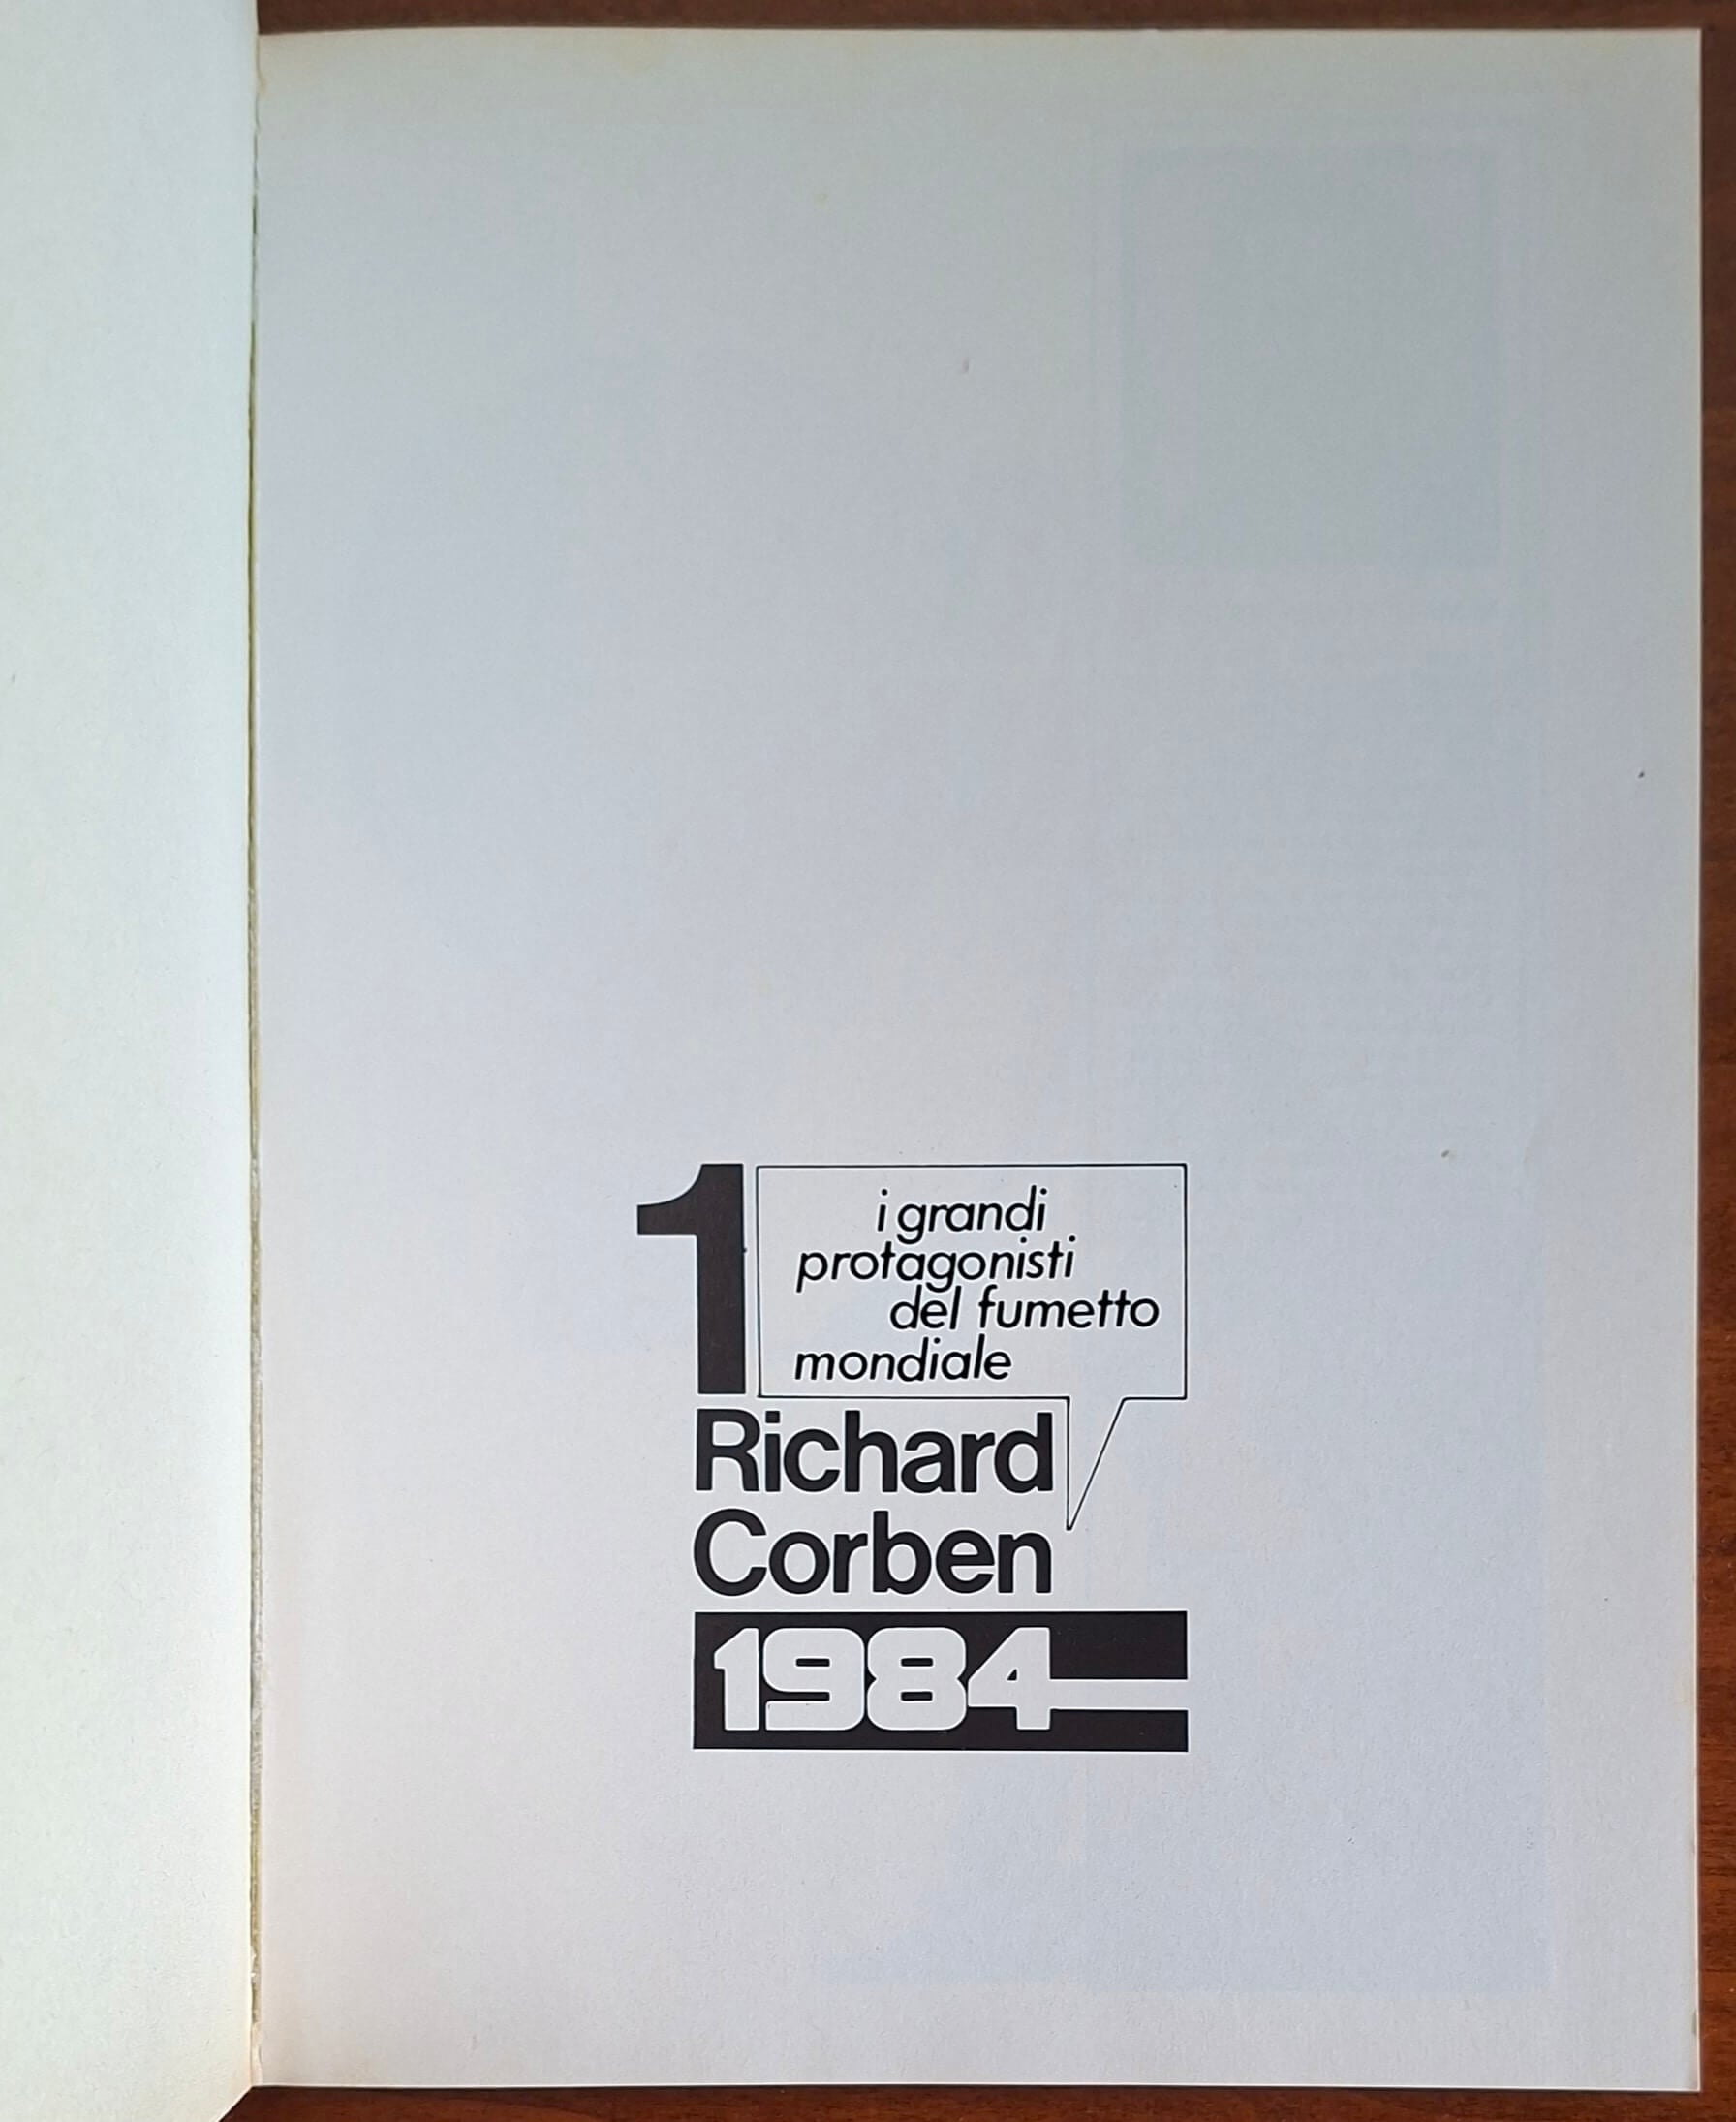 1
i grandi
protagonisti
del fumetto
mondiale
Richard
Corben
1984